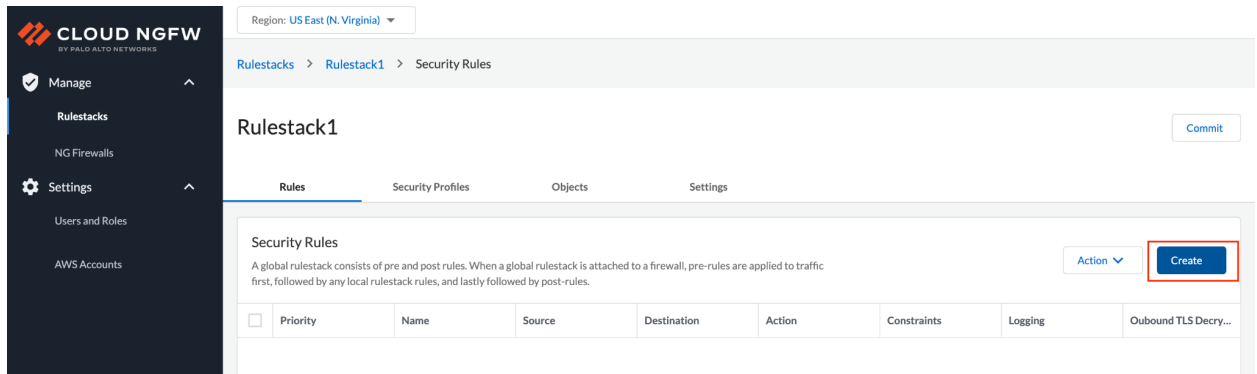 CLOUD NGFW
BY PALO ALTO NETWORKS
Manage
Rulestacks
NG Firewalls
Settings
Users and Roles
AWS Accounts
Region: US East (N. Virginia)
Rulestacks > Rulestack1 > Security Rules
Rulestack1
Commit
Rules Security Profiles Objects Settings
Security Rules
A global rulestack consists of pre and post rules. When a global rulestack is attached to a firewall, pre-rules are applied to traffic
first, followed by any local rulestack rules, and lastly followed by post-rules.
Action Create
Priority Name Source Destination Action Constraints Logging Oubound TLS Decry...